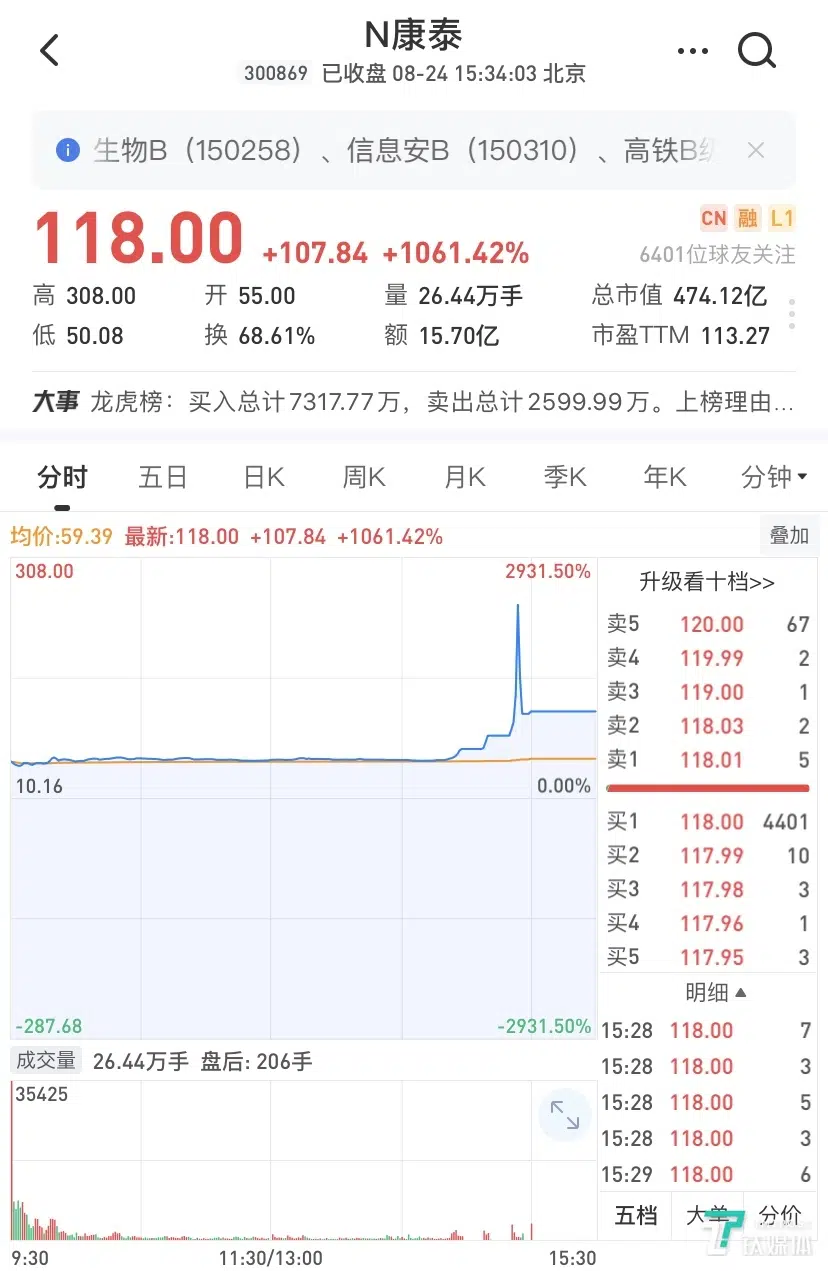 N康泰
300869 已收盘 08-24 15:34:03 北京
生物B（150258）、信息安B（150310）、高铁B级
118.00 +107.84 +1061.42%
CN 融 L1
6401位球友关注
高 308.00 开 55.00 量 26.44万手 总市值 474.12亿
低 50.08 换 68.61% 额 15.70亿 市盈TTM 113.27
大事 龙虎榜：买入总计7317.77万，卖出总计2599.99万。上榜理由...
分时 五日 日K 周K 月K 季K 年K 分钟
均价:59.39 最新:118.00 +107.84 +1061.42% 叠加
308.00 2931.50%
10.16 0.00%
-287.68 -2931.50%
升级看十档>>
卖5 120.00 67
卖4 119.99 2
卖3 119.00 1
卖2 118.03 2
卖1 118.01 5
买1 118.00 4401
买2 117.99 10
买3 117.98 3
买4 117.96 1
买5 117.95 3
明细
15:28 118.00 7
15:28 118.00 3
15:28 118.00 5
15:28 118.00 3
15:29 118.00 6
五档 大单 分价
成交量 26.44万手 盘后: 206手
35425
9:30 11:30/13:00 15:30
钛媒体